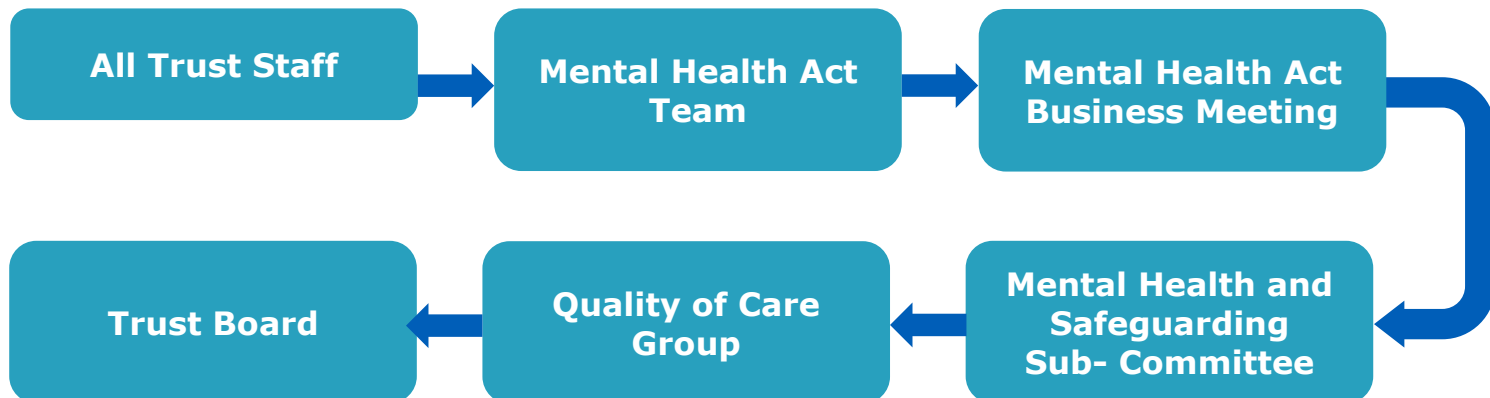 All Trust Staff
Mental Health Act
Team
Mental Health Act
Business Meeting
Mental Health and
Safeguarding
Sub- Committee
Quality of Care
Group
Trust Board